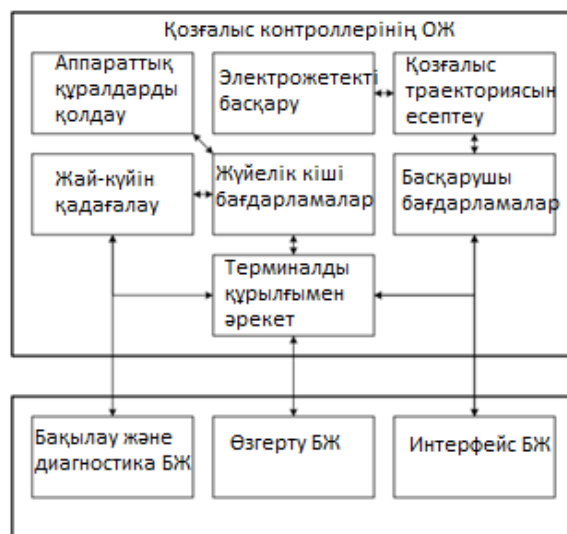 Қозғалыс контроллерінің ОЖ
Аппараттық
құралдарды
қолдау
Электрожетекті
басқару
Қозғалыс
траекториясын
есептеу
Жай-күйін
қадағалау
Жүйелік кіші
бағдарламалар
Басқарушы
бағдарламалар
Терминалды
құрылғымен
әрекет
Бақылау және
диагностика БЖ
Өзгерту БЖ
Интерфейс БЖ